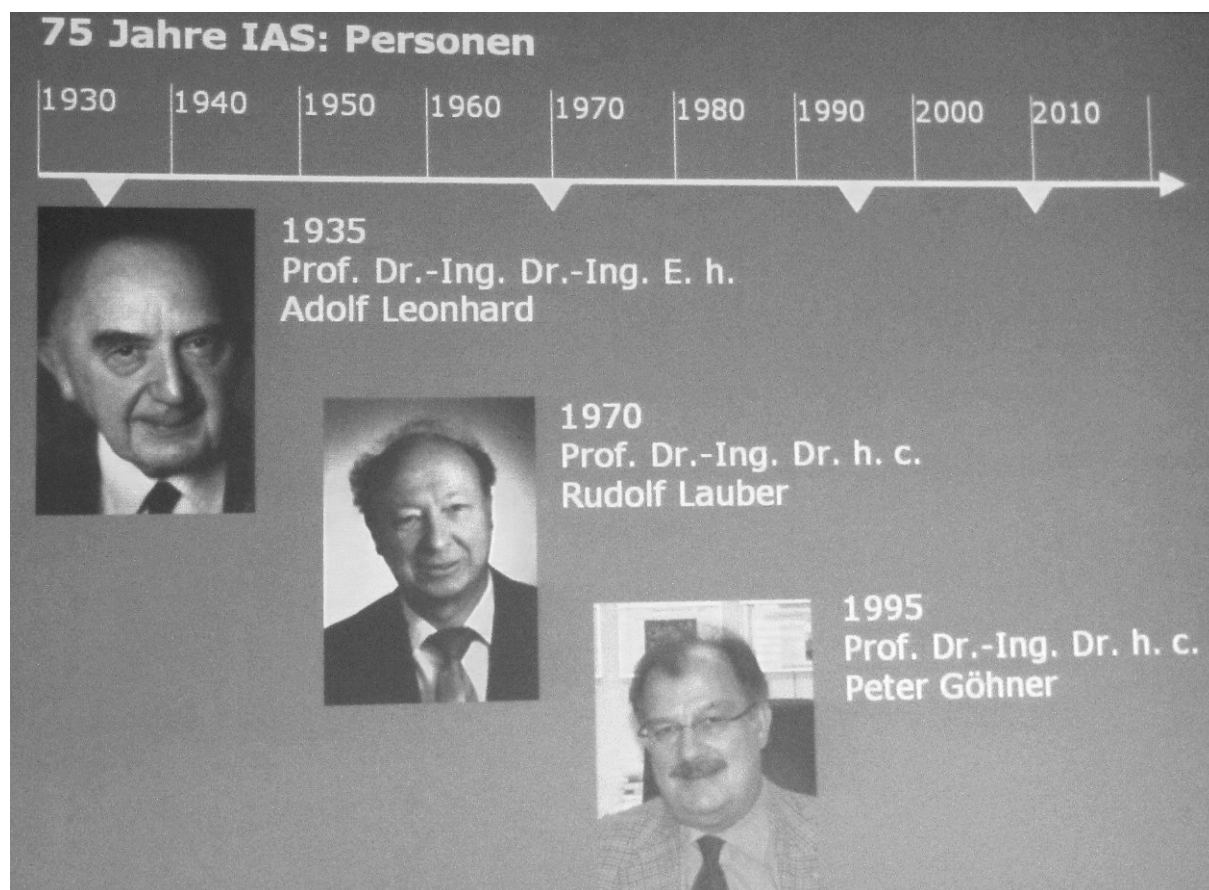 75 Jahre IAS: Personen
1930 1940 1950 1960 1970 1980 1990 2000 2010
1935
Prof. Dr.-Ing. Dr.-Ing. E. h.
Adolf Leonhard
1970
Prof. Dr.-Ing. Dr. h. c.
Rudolf Lauber
1995
Prof. Dr.-Ing. Dr. h. c.
Peter Göhner